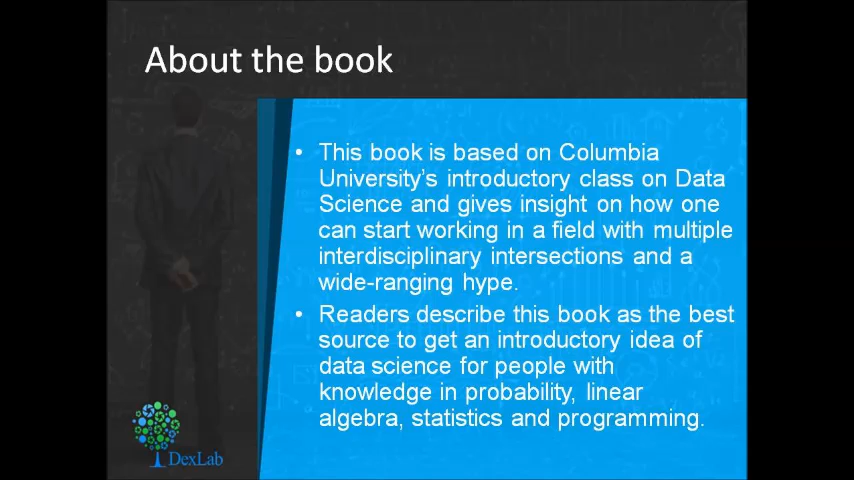 About the book
• This book is based on Columbia
University's introductory class on Data
Science and gives insight on how one
can start working in a field with multiple
interdisciplinary intersections and a
wide-ranging hype.
• Readers describe this book as the best
source to get an introductory idea of
data science for people with
knowledge in probability, linear
algebra, statistics and programming.
DexLab